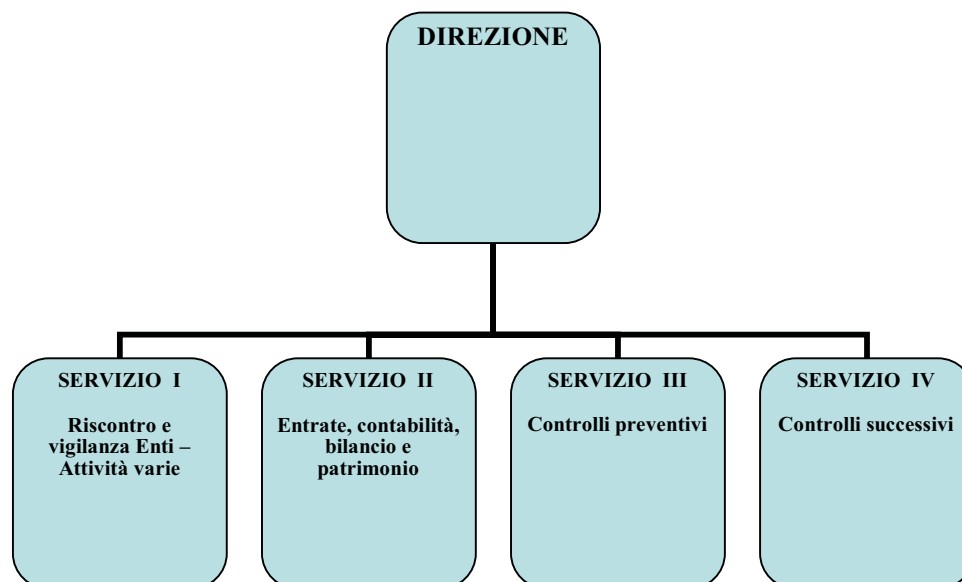 DIREZIONE
SERVIZIO I
Riscontro e
vigilanza Enti –
Attività varie
SERVIZIO II
Entrate, contabilità,
bilancio e
patrimonio
SERVIZIO III
Controlli preventivi
SERVIZIO IV
Controlli successivi